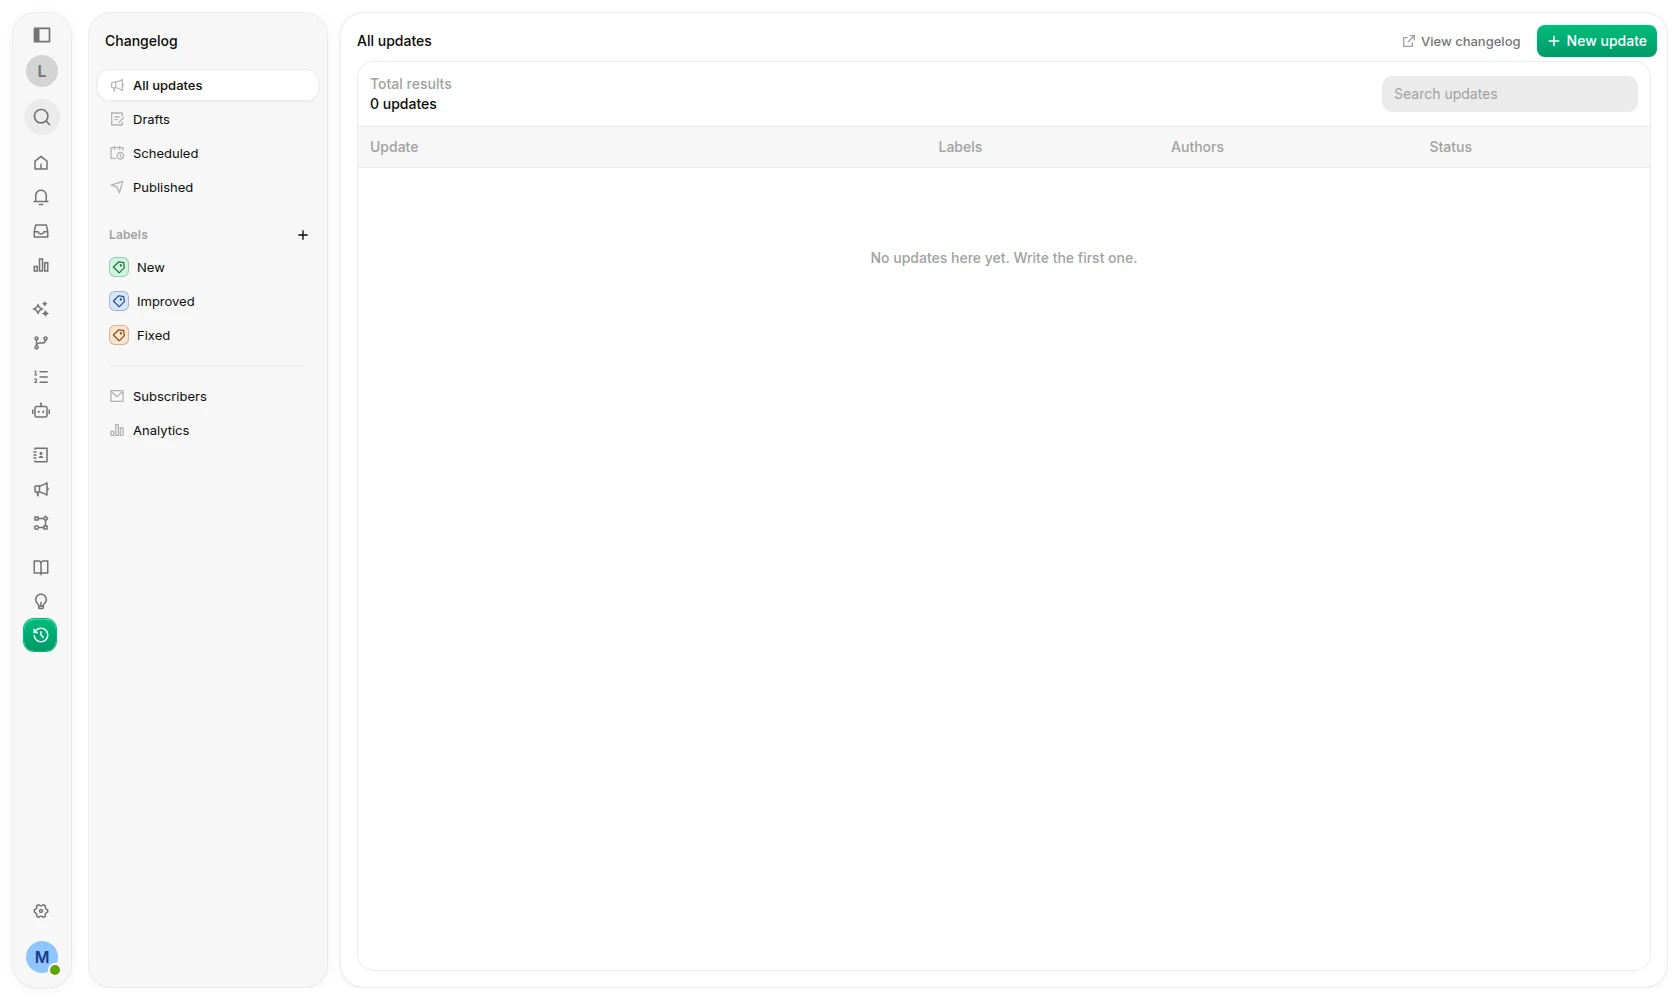 L
M
Changelog
All updates
Drafts
Scheduled
Published
Labels
New
Improved
Fixed
Subscribers
Analytics
All updates
View changelog
New update
Total results
0 updates
Search updates
Update Labels Authors Status
No updates here yet. Write the first one.